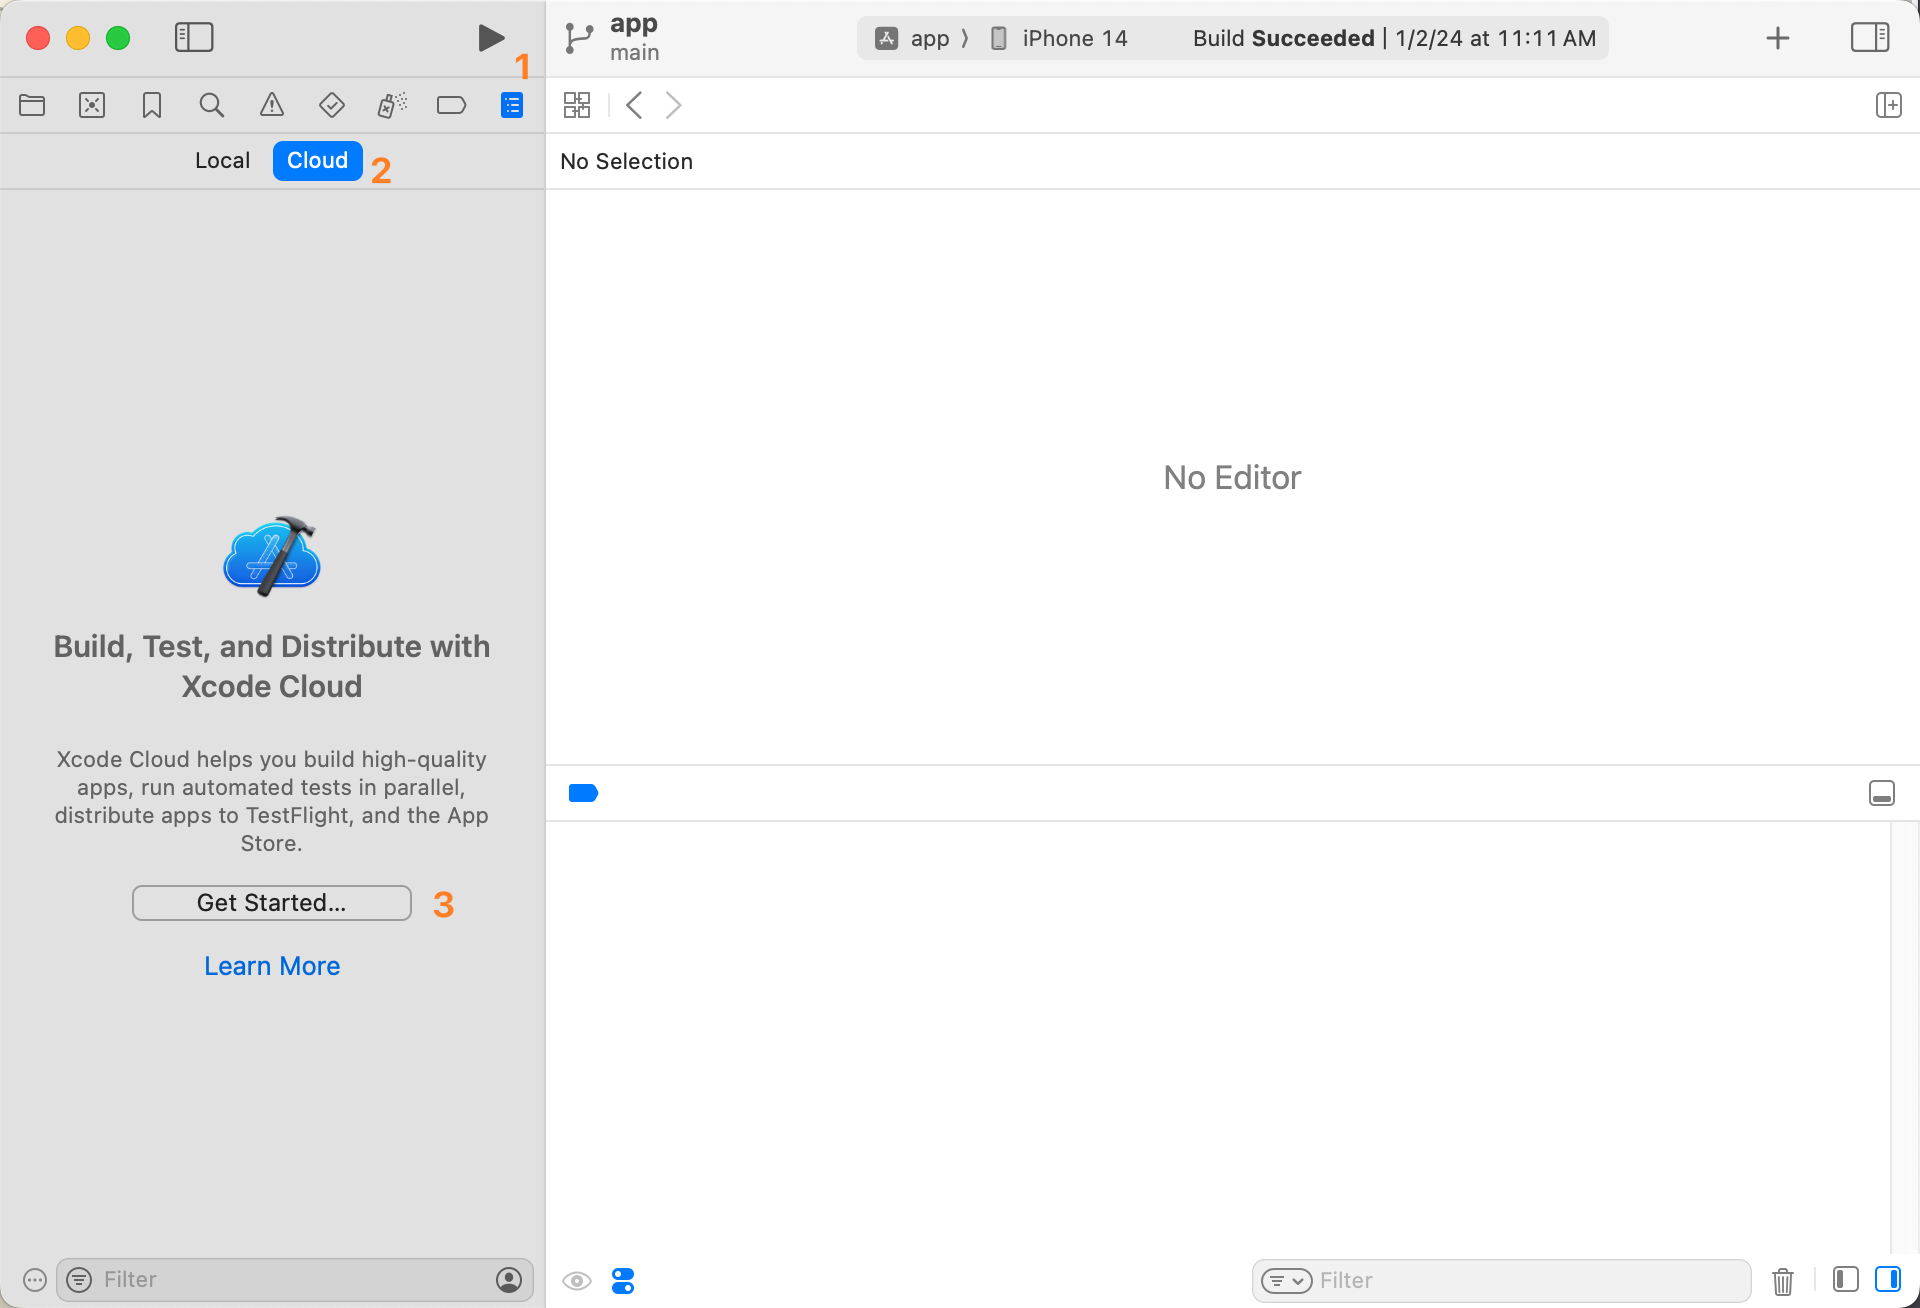 1
app
main
app
iPhone 14
Build Succeeded | 1/2/24 at 11:11 AM
Local
Cloud
2
No Selection
No Editor
Build, Test, and Distribute with
Xcode Cloud
Xcode Cloud helps you build high-quality
apps, run automated tests in parallel,
distribute apps to TestFlight, and the App
Store.
Get Started...
3
Learn More
Filter
Filter